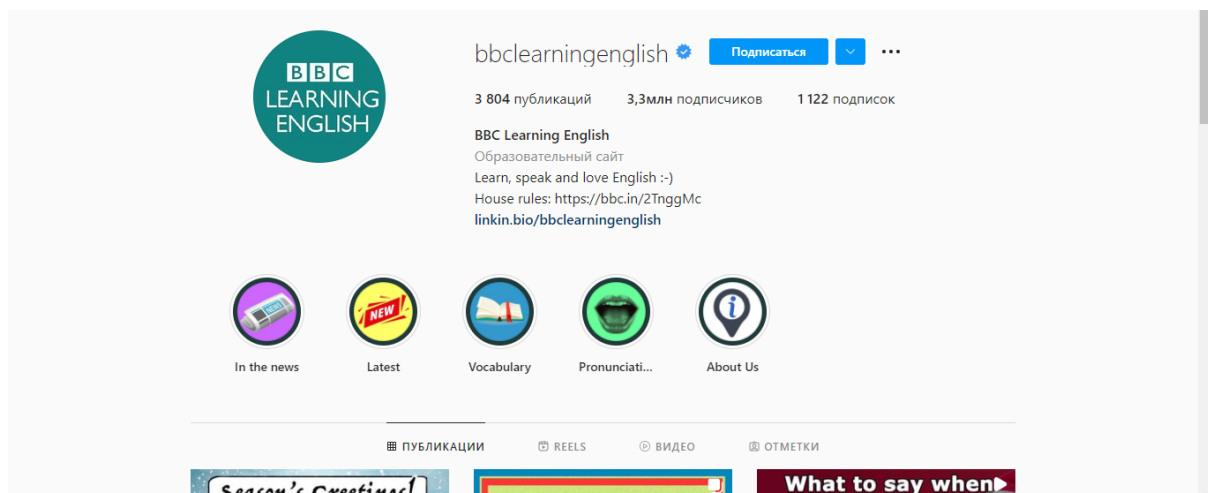 BBC
LEARNING
ENGLISH
bbclearningenglish
Подписаться
3 804 публикаций 3,3млн подписчиков 1 122 подписок
BBC Learning English
Образовательный сайт
Learn, speak and love English :-)
House rules: https://bbc.in/2TnggMc
linkin.bio/bbclearningenglish
NEWS NEW
In the news Latest Vocabulary Pronunciati... About Us
ПУБЛИКАЦИИ REELS ВИДЕО ОТМЕТКИ
Season's Greetings! What to say when